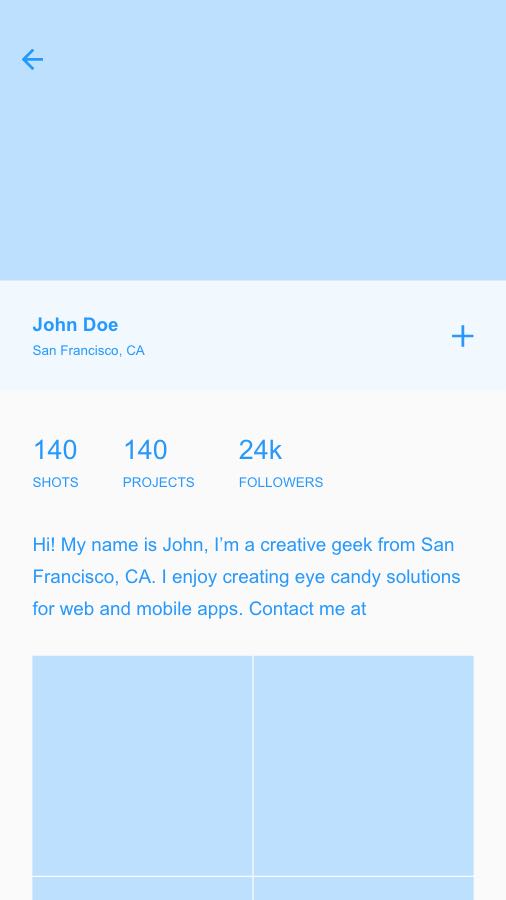 John Doe
San Francisco, CA
140 140 24k
SHOTS PROJECTS FOLLOWERS
Hi! My name is John, I’m a creative geek from San
Francisco, CA. I enjoy creating eye candy solutions
for web and mobile apps. Contact me at